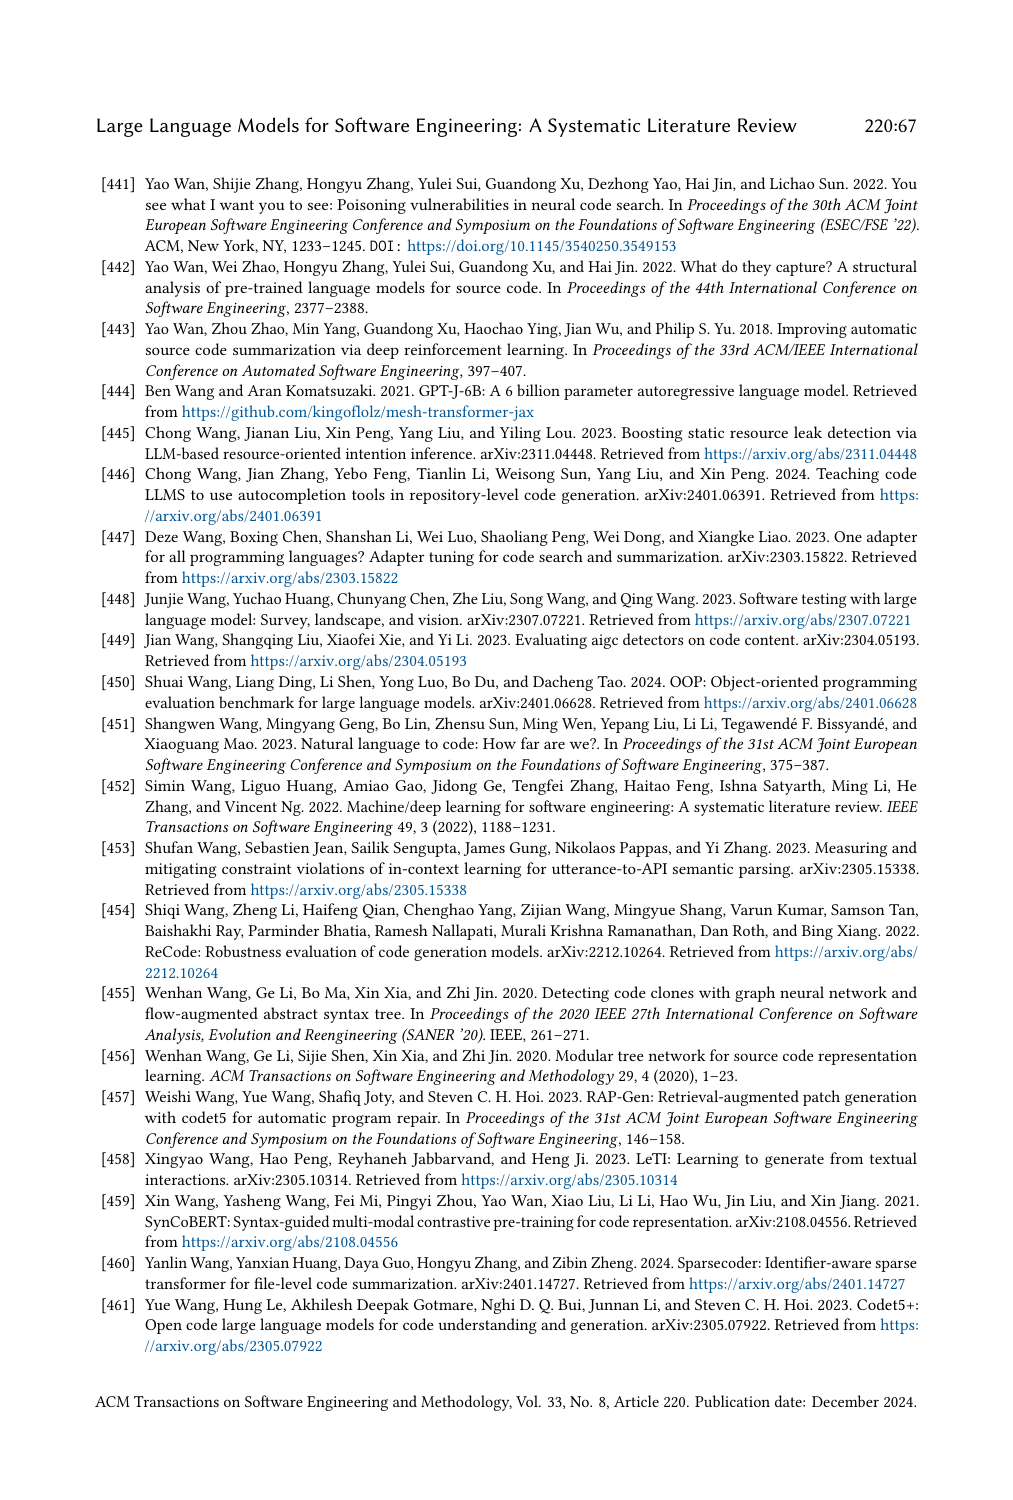 Large Language Models for Software Engineering: A Systematic Literature Review 220:67
[441] Yao Wan, Shijie Zhang, Hongyu Zhang, Yulei Sui, Guandong Xu, Dezhong Yao, Hai Jin, and Lichao Sun. 2022. You
see what I want you to see: Poisoning vulnerabilities in neural code search. In Proceedings of the 30th ACM Joint
European Software Engineering Conference and Symposium on the Foundations of Software Engineering (ESEC/FSE ’22).
ACM, New York, NY, 1233–1245. DOI: https://doi.org/10.1145/3540250.3549153
[442] Yao Wan, Wei Zhao, Hongyu Zhang, Yulei Sui, Guandong Xu, and Hai Jin. 2022. What do they capture? A structural
analysis of pre-trained language models for source code. In Proceedings of the 44th International Conference on
Software Engineering, 2377–2388.
[443] Yao Wan, Zhou Zhao, Min Yang, Guandong Xu, Haochao Ying, Jian Wu, and Philip S. Yu. 2018. Improving automatic
source code summarization via deep reinforcement learning. In Proceedings of the 33rd ACM/IEEE International
Conference on Automated Software Engineering, 397–407.
[444] Ben Wang and Aran Komatsuzaki. 2021. GPT-J-6B: A 6 billion parameter autoregressive language model. Retrieved
from https://github.com/kingoflolz/mesh-transformer-jax
[445] Chong Wang, Jianan Liu, Xin Peng, Yang Liu, and Yiling Lou. 2023. Boosting static resource leak detection via
LLM-based resource-oriented intention inference. arXiv:2311.04448. Retrieved from https://arxiv.org/abs/2311.04448
[446] Chong Wang, Jian Zhang, Yebo Feng, Tianlin Li, Weisong Sun, Yang Liu, and Xin Peng. 2024. Teaching code
LLMS to use autocompletion tools in repository-level code generation. arXiv:2401.06391. Retrieved from https:
//arxiv.org/abs/2401.06391
[447] Deze Wang, Boxing Chen, Shanshan Li, Wei Luo, Shaoliang Peng, Wei Dong, and Xiangke Liao. 2023. One adapter
for all programming languages? Adapter tuning for code search and summarization. arXiv:2303.15822. Retrieved
from https://arxiv.org/abs/2303.15822
[448] Junjie Wang, Yuchao Huang, Chunyang Chen, Zhe Liu, Song Wang, and Qing Wang. 2023. Software testing with large
language model: Survey, landscape, and vision. arXiv:2307.07221. Retrieved from https://arxiv.org/abs/2307.07221
[449] Jian Wang, Shangqing Liu, Xiaofei Xie, and Yi Li. 2023. Evaluating aigc detectors on code content. arXiv:2304.05193.
Retrieved from https://arxiv.org/abs/2304.05193
[450] Shuai Wang, Liang Ding, Li Shen, Yong Luo, Bo Du, and Dacheng Tao. 2024. OOP: Object-oriented programming
evaluation benchmark for large language models. arXiv:2401.06628. Retrieved from https://arxiv.org/abs/2401.06628
[451] Shangwen Wang, Mingyang Geng, Bo Lin, Zhensu Sun, Ming Wen, Yepang Liu, Li Li, Tegawendé F. Bissyandé, and
Xiaoguang Mao. 2023. Natural language to code: How far are we?. In Proceedings of the 31st ACM Joint European
Software Engineering Conference and Symposium on the Foundations of Software Engineering, 375–387.
[452] Simin Wang, Liguo Huang, Amiao Gao, Jidong Ge, Tengfei Zhang, Haitao Feng, Ishna Satyarth, Ming Li, He
Zhang, and Vincent Ng. 2022. Machine/deep learning for software engineering: A systematic literature review. IEEE
Transactions on Software Engineering 49, 3 (2022), 1188–1231.
[453] Shufan Wang, Sebastien Jean, Sailik Sengupta, James Gung, Nikolaos Pappas, and Yi Zhang. 2023. Measuring and
mitigating constraint violations of in-context learning for utterance-to-API semantic parsing. arXiv:2305.15338.
Retrieved from https://arxiv.org/abs/2305.15338
[454] Shiqi Wang, Zheng Li, Haifeng Qian, Chenghao Yang, Zijian Wang, Mingyue Shang, Varun Kumar, Samson Tan,
Baishakhi Ray, Parminder Bhatia, Ramesh Nallapati, Murali Krishna Ramanathan, Dan Roth, and Bing Xiang. 2022.
ReCode: Robustness evaluation of code generation models. arXiv:2212.10264. Retrieved from https://arxiv.org/abs/
2212.10264
[455] Wenhan Wang, Ge Li, Bo Ma, Xin Xia, and Zhi Jin. 2020. Detecting code clones with graph neural network and
flow-augmented abstract syntax tree. In Proceedings of the 2020 IEEE 27th International Conference on Software
Analysis, Evolution and Reengineering (SANER ’20). IEEE, 261–271.
[456] Wenhan Wang, Ge Li, Sijie Shen, Xin Xia, and Zhi Jin. 2020. Modular tree network for source code representation
learning. ACM Transactions on Software Engineering and Methodology 29, 4 (2020), 1–23.
[457] Weishi Wang, Yue Wang, Shafiq Joty, and Steven C. H. Hoi. 2023. RAP-Gen: Retrieval-augmented patch generation
with codet5 for automatic program repair. In Proceedings of the 31st ACM Joint European Software Engineering
Conference and Symposium on the Foundations of Software Engineering, 146–158.
[458] Xingyao Wang, Hao Peng, Reyhaneh Jabbarvand, and Heng Ji. 2023. LeTI: Learning to generate from textual
interactions. arXiv:2305.10314. Retrieved from https://arxiv.org/abs/2305.10314
[459] Xin Wang, Yasheng Wang, Fei Mi, Pingyi Zhou, Yao Wan, Xiao Liu, Li Li, Hao Wu, Jin Liu, and Xin Jiang. 2021.
SynCoBERT: Syntax-guided multi-modal contrastive pre-training for code representation. arXiv:2108.04556. Retrieved
from https://arxiv.org/abs/2108.04556
[460] Yanlin Wang, Yanxian Huang, Daya Guo, Hongyu Zhang, and Zibin Zheng. 2024. Sparsecoder: Identifier-aware sparse
transformer for file-level code summarization. arXiv:2401.14727. Retrieved from https://arxiv.org/abs/2401.14727
[461] Yue Wang, Hung Le, Akhilesh Deepak Gotmare, Nghi D. Q. Bui, Junnan Li, and Steven C. H. Hoi. 2023. Codet5+:
Open code large language models for code understanding and generation. arXiv:2305.07922. Retrieved from https:
//arxiv.org/abs/2305.07922
ACM Transactions on Software Engineering and Methodology, Vol. 33, No. 8, Article 220. Publication date: December 2024.